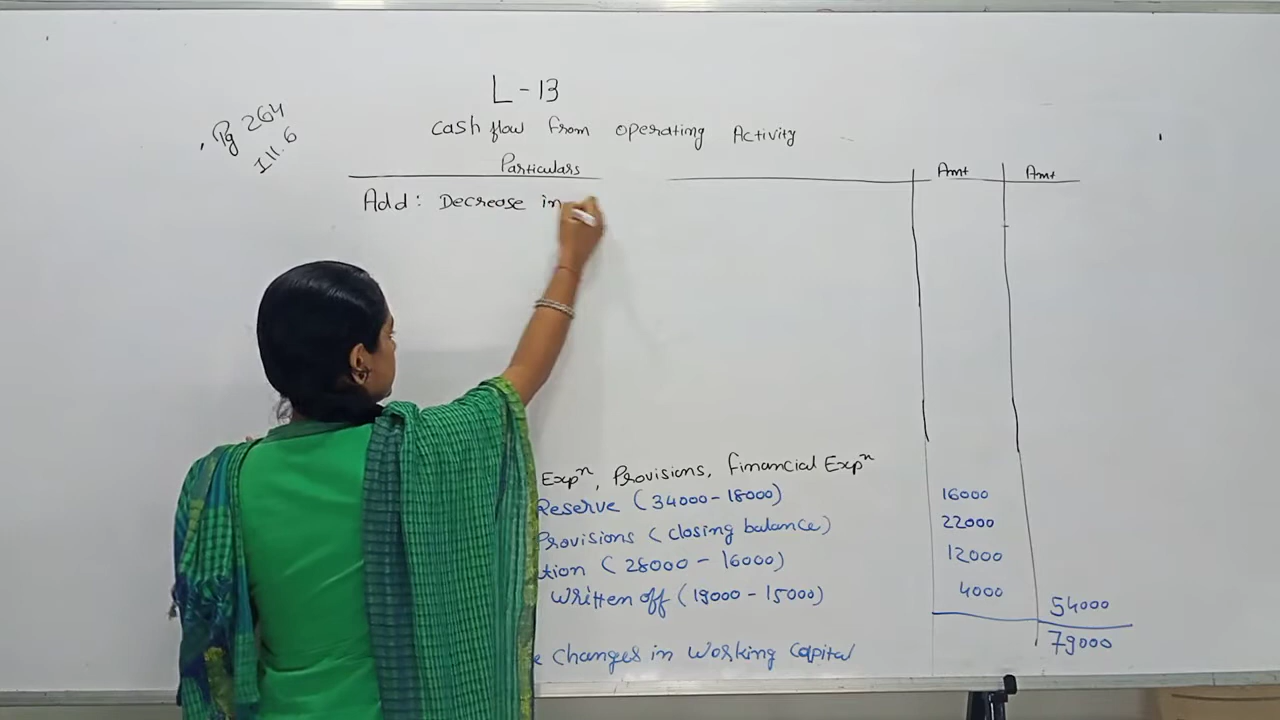 L-13
Pg 264
Ill. 6
Cash flow from operating Activity
Particulars Amt Amt
Add: Decrease in
Expⁿ, Provisions, Financial Expⁿ
Reserve (34000-18000) 16000
Provisions (closing balance) 22000
tion (28000-16000) 12000
Written off (19000-15000) 4000 54000
79000
Changes in Working Capital